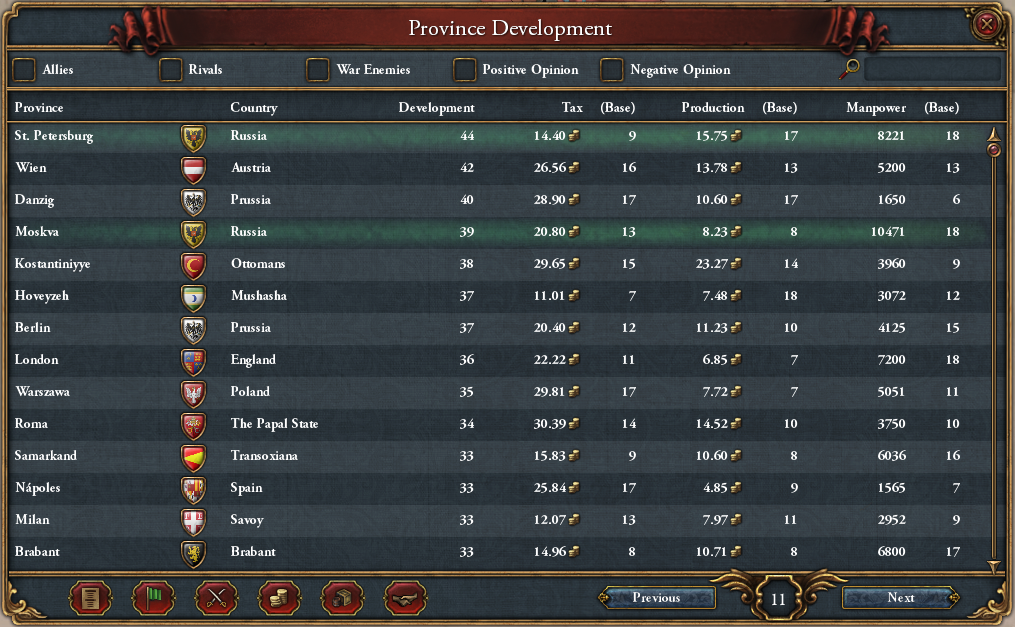 Province Development
Allies Rivals War Enemies Positive Opinion Negative Opinion
Province Country Development Tax (Base) Production (Base) Manpower (Base)
St. Petersburg Russia 44 14.40 9 15.75 17 8221 18
Wien Austria 42 26.56 16 13.78 13 5200 13
Danzig Prussia 40 28.90 17 10.60 17 1650 6
Moskva Russia 39 20.80 13 8.23 8 10471 18
Kostantiniyye Ottomans 38 29.65 15 23.27 14 3960 9
Hoveyzeh Mushasha 37 11.01 7 7.48 18 3072 12
Berlin Prussia 37 20.40 12 11.23 10 4125 15
London England 36 22.22 11 6.85 7 7200 18
Warszawa Poland 35 29.81 17 7.72 7 5051 11
Roma The Papal State 34 30.39 14 14.52 10 3750 10
Samarkand Transoxiana 33 15.83 9 10.60 8 6036 16
Nápoles Spain 33 25.84 17 4.85 9 1565 7
Milan Savoy 33 12.07 13 7.97 11 2952 9
Brabant Brabant 33 14.96 8 10.71 8 6800 17
Previous 11 Next